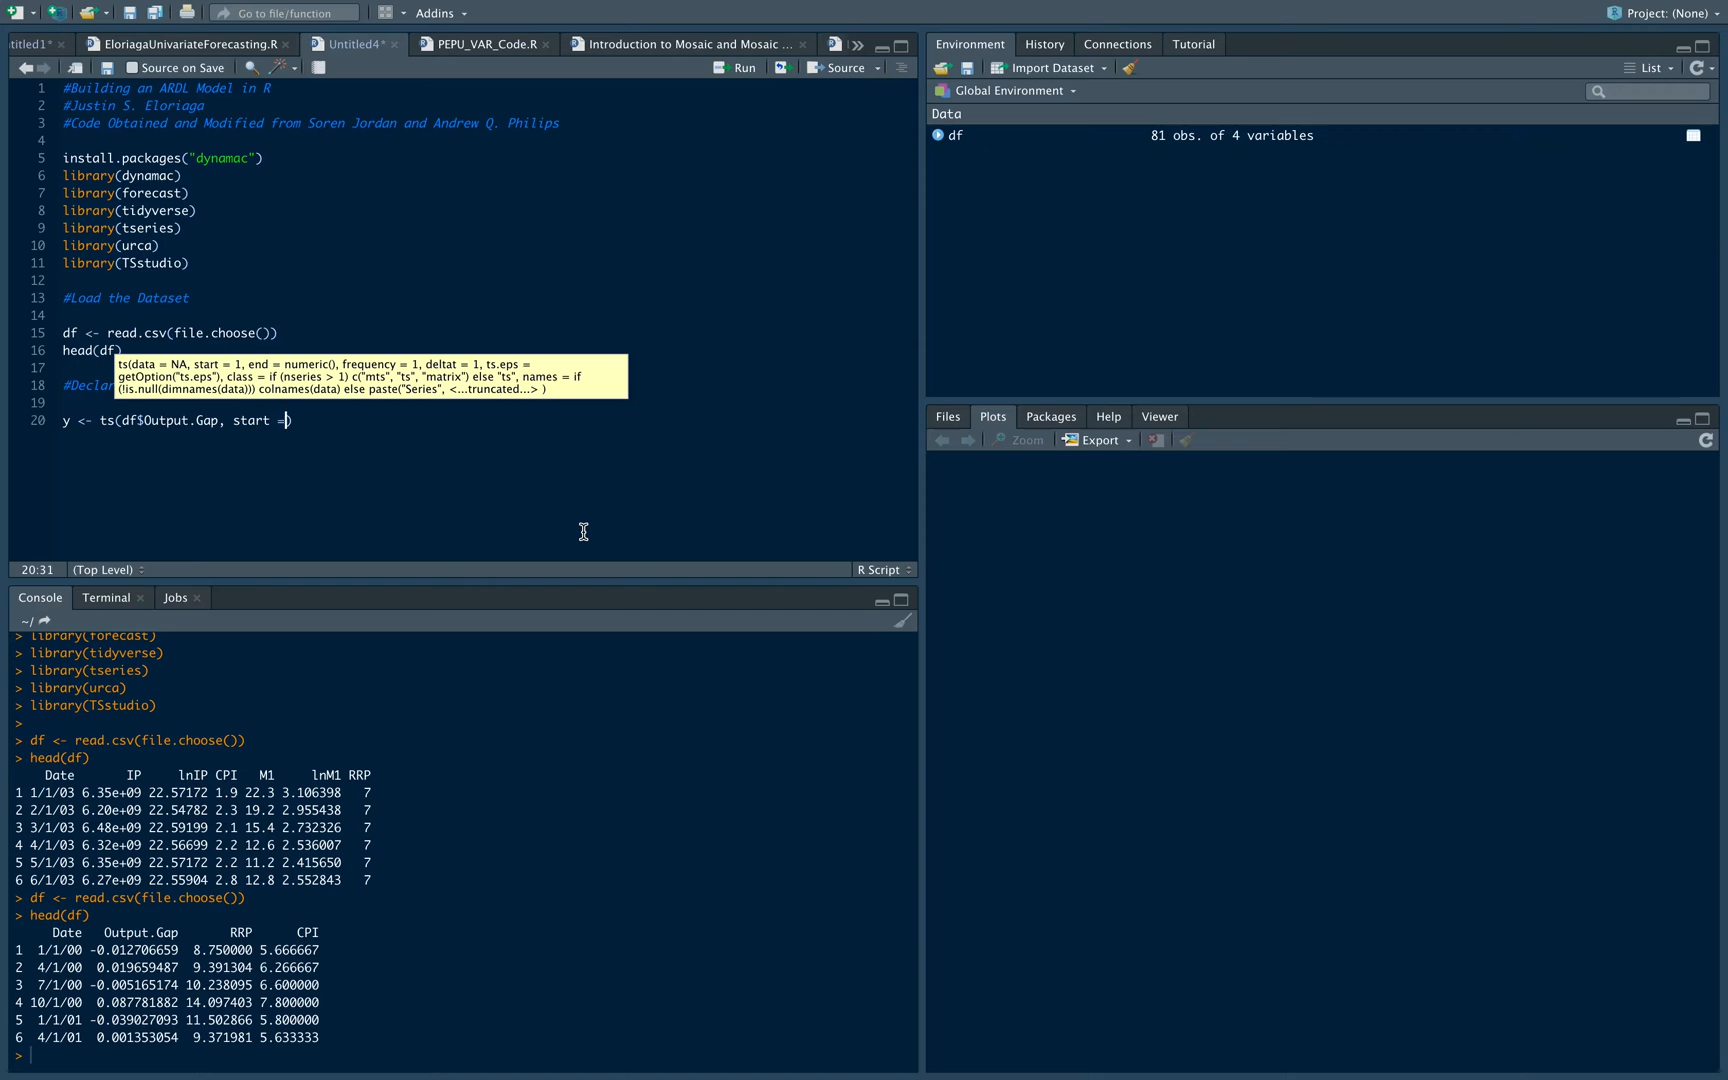 Go to file/function
Addins
Project: (None)
ntitled1*
EloriagaUnivariateForecasting.R
Untitled4*
PEPU_VAR_Code.R
Introduction to Mosaic and Mosaic ...
Source on Save
Run
Source
1 #Building an ARDL Model in R
2 #Justin S. Eloriaga
3 #Code Obtained and Modified from Soren Jordan and Andrew Q. Philips
4
5 install.packages("dynamac")
6 library(dynamac)
7 library(forecast)
8 library(tidyverse)
9 library(tseries)
10 library(urca)
11 library(TSstudio)
12
13 #Load the Dataset
14
15 df <- read.csv(file.choose())
16 head(df)
17
ts(data = NA, start = 1, end = numeric(), frequency = 1, deltat = 1, ts.eps =
getOption("ts.eps"), class = if (nseries > 1) c("mts", "ts", "matrix") else "ts", names = if
(!is.null(dimnames(data))) colnames(data) else paste("Series", <...truncated...> )
18 #Declar
19
20 y <- ts(df$Output.Gap, start =)
20:31 (Top Level) R Script
Console Terminal Jobs
~/
> library(forecast)
> library(tidyverse)
> library(tseries)
> library(urca)
> library(TSstudio)
>
> df <- read.csv(file.choose())
> head(df)
Date IP lnIP CPI M1 lnM1 RRP
1 1/1/03 6.35e+09 22.57172 1.9 22.3 3.106398 7
2 2/1/03 6.20e+09 22.54782 2.3 19.2 2.955438 7
3 3/1/03 6.48e+09 22.59199 2.1 15.4 2.732326 7
4 4/1/03 6.32e+09 22.56699 2.2 12.6 2.536007 7
5 5/1/03 6.35e+09 22.57172 2.2 11.2 2.415650 7
6 6/1/03 6.27e+09 22.55904 2.8 12.8 2.552843 7
> df <- read.csv(file.choose())
> head(df)
Date Output.Gap RRP CPI
1 1/1/00 -0.012706659 8.750000 5.666667
2 4/1/00 0.019659487 9.391304 6.266667
3 7/1/00 -0.005165174 10.238095 6.600000
4 10/1/00 0.087781882 14.097403 7.800000
5 1/1/01 -0.039027093 11.502866 5.800000
6 4/1/01 0.001353054 9.371981 5.633333
>
Environment History Connections Tutorial
Import Dataset
List
Global Environment
Data
df 81 obs. of 4 variables
Files Plots Packages Help Viewer
Zoom Export